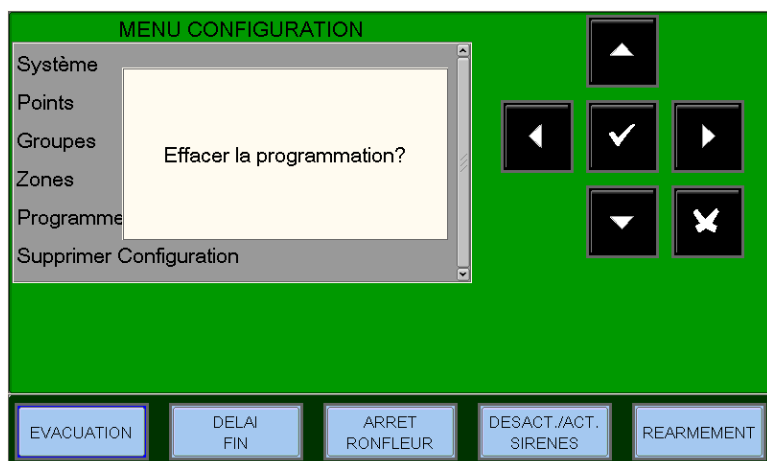 MENU CONFIGURATION
Système
Points
Groupes
Zones
Programme
Supprimer Configuration
Effacer la programmation?
EVACUATION
DELAI
FIN
ARRET
RONFLEUR
DESACT./ACT.
SIRENES
REARMEMENT